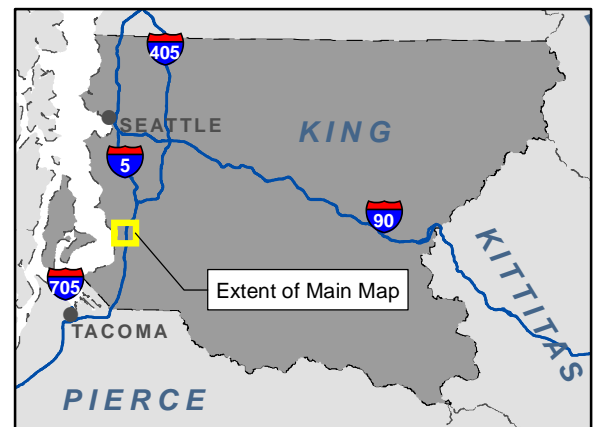 405
SEATTLE
KING
5
90
KITTITAS
705
Extent of Main Map
TACOMA
PIERCE